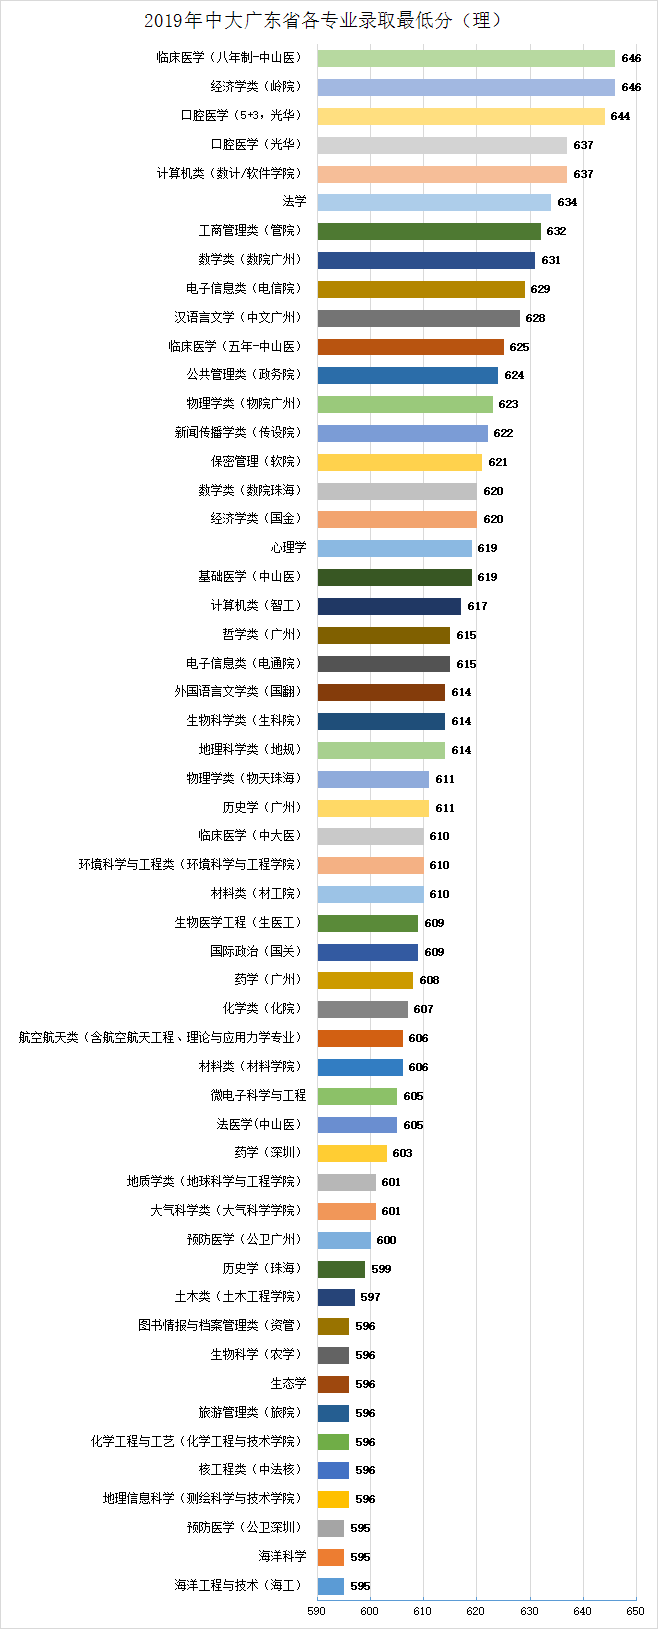 2019年中大广东省各专业录取最低分（理）
临床医学（八年制-中山医） 646
经济学类（岭院） 646
口腔医学（5+3，光华） 644
口腔医学（光华） 637
计算机类（数计/软件学院） 637
法学 634
工商管理类（管院） 632
数学类（数院广州） 631
电子信息类（电信院） 629
汉语言文学（中文广州） 628
临床医学（五年-中山医） 625
公共管理类（政务院） 624
物理学类（物院广州） 623
新闻传播学类（传设院） 622
保密管理（软院） 621
数学类（数院珠海） 620
经济学类（国金） 620
心理学 619
基础医学（中山医） 619
计算机类（智工） 617
哲学类（广州） 615
电子信息类（电通院） 615
外国语言文学类（国翻） 614
生物科学类（生科院） 614
地理科学类（地规） 614
物理学类（物天珠海） 611
历史学（广州） 611
临床医学（中大医） 610
环境科学与工程类（环境科学与工程学院） 610
材料类（材工院） 610
生物医学工程（生医工） 609
国际政治（国关） 609
药学（广州） 608
化学类（化院） 607
航空航天类（含航空航天工程、理论与应用力学专业） 606
材料类（材料学院） 606
微电子科学与工程 605
法医学(中山医） 605
药学（深圳） 603
地质学类（地球科学与工程学院） 601
大气科学类（大气科学学院） 601
预防医学（公卫广州） 600
历史学（珠海） 599
土木类（土木工程学院） 597
图书情报与档案管理类（资管） 596
生物科学（农学） 596
生态学 596
旅游管理类（旅院） 596
化学工程与工艺（化学工程与技术学院） 596
核工程类（中法核） 596
地理信息科学（测绘科学与技术学院） 596
预防医学（公卫深圳） 595
海洋科学 595
海洋工程与技术（海工） 595
590 600 610 620 630 640 650